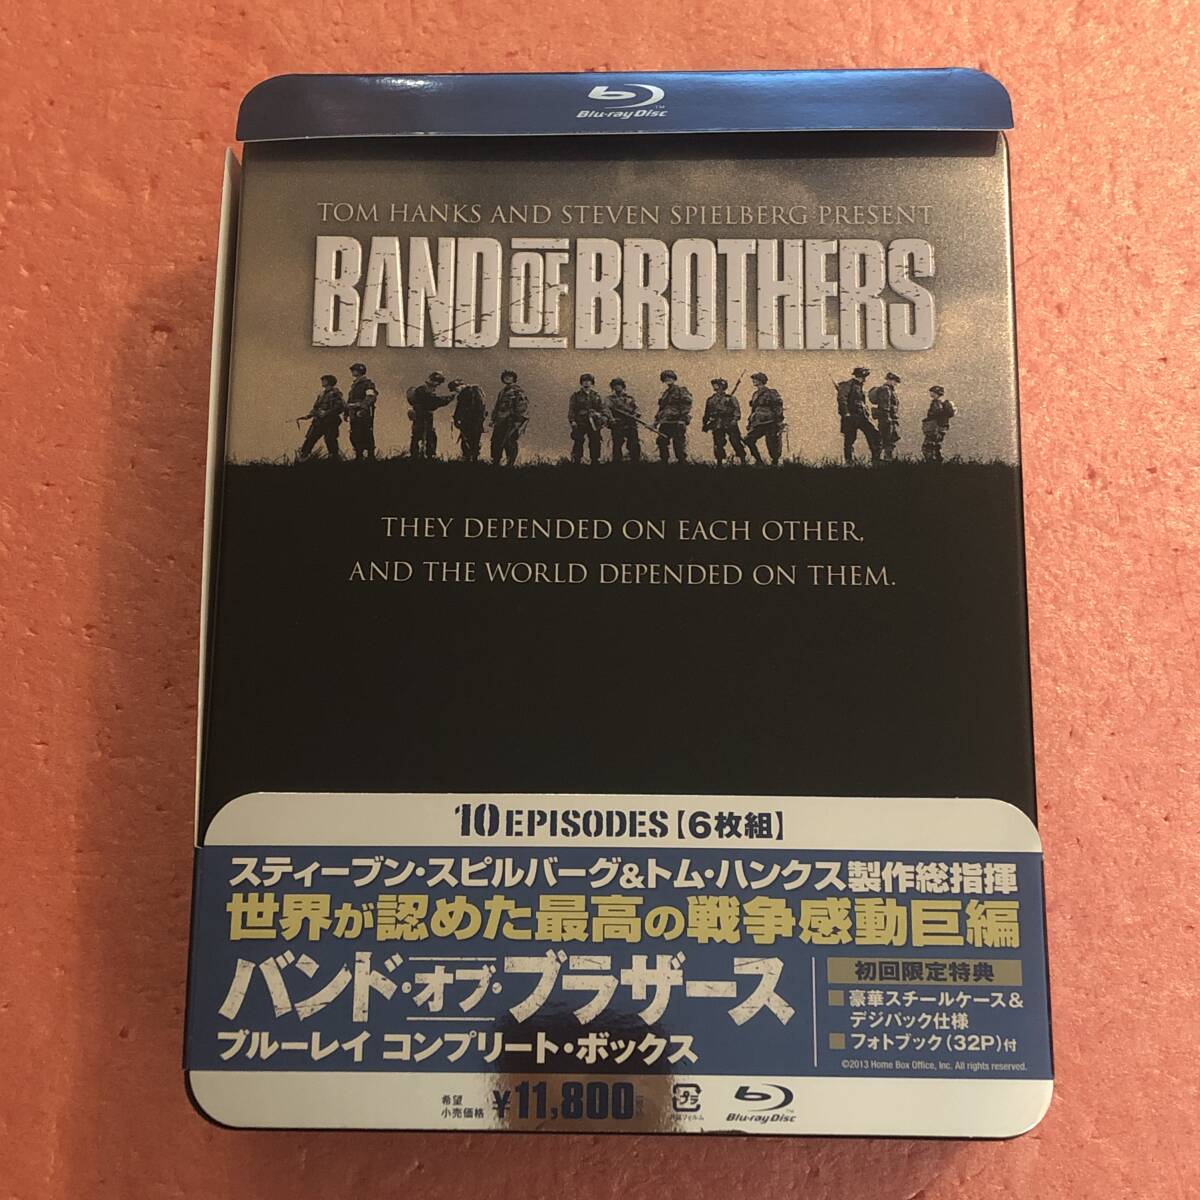 Blu-ray Disc™
TOM HANKS AND STEVEN SPIELBERG PRESENT
BAND OF BROTHERS
THEY DEPENDED ON EACH OTHER,
AND THE WORLD DEPENDED ON THEM.
10 EPISODES【6枚組】
スティーブン・スピルバーグ&トム・ハンクス製作総指揮
世界が認めた最高の戦争感動巨編
バンド・オブ・ブラザース
ブルーレイ コンプリート・ボックス
初回限定特典
■豪華スチールケース&
デジパック仕様
■フォトブック(32P)付
©2013 Home Box Office, Inc. All rights reserved.
希望
小売価格 ¥11,800
プラ
Blu-ray Disc™